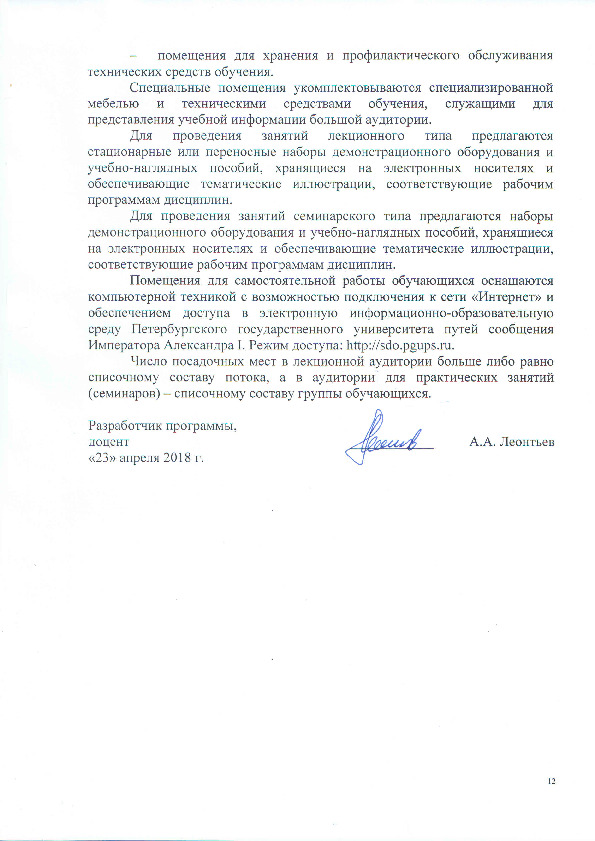 – помещения для хранения и профилактического обслуживания
технических средств обучения.
Специальные помещения укомплектовываются специализированной
мебелью и техническими средствами обучения, служащими для
представления учебной информации большой аудитории.
Для проведения занятий лекционного типа предлагаются
стационарные или переносные наборы демонстрационного оборудования и
учебно-наглядных пособий, хранящиеся на электронных носителях и
обеспечивающие тематические иллюстрации, соответствующие рабочим
программам дисциплин.
Для проведения занятий семинарского типа предлагаются наборы
демонстрационного оборудования и учебно-наглядных пособий, хранящиеся
на электронных носителях и обеспечивающие тематические иллюстрации,
соответствующие рабочим программам дисциплин.
Помещения для самостоятельной работы обучающихся оснащаются
компьютерной техникой с возможностью подключения к сети «Интернет» и
обеспечением доступа в электронную информационно-образовательную
среду Петербургского государственного университета путей сообщения
Императора Александра I. Режим доступа: http://sdo.pgups.ru.
Число посадочных мест в лекционной аудитории больше либо равно
списочному составу потока, а в аудитории для практических занятий
(семинаров) – списочному составу группы обучающихся.
Разработчик программы,
доцент А.А. Леонтьев
«23» апреля 2018 г.
12